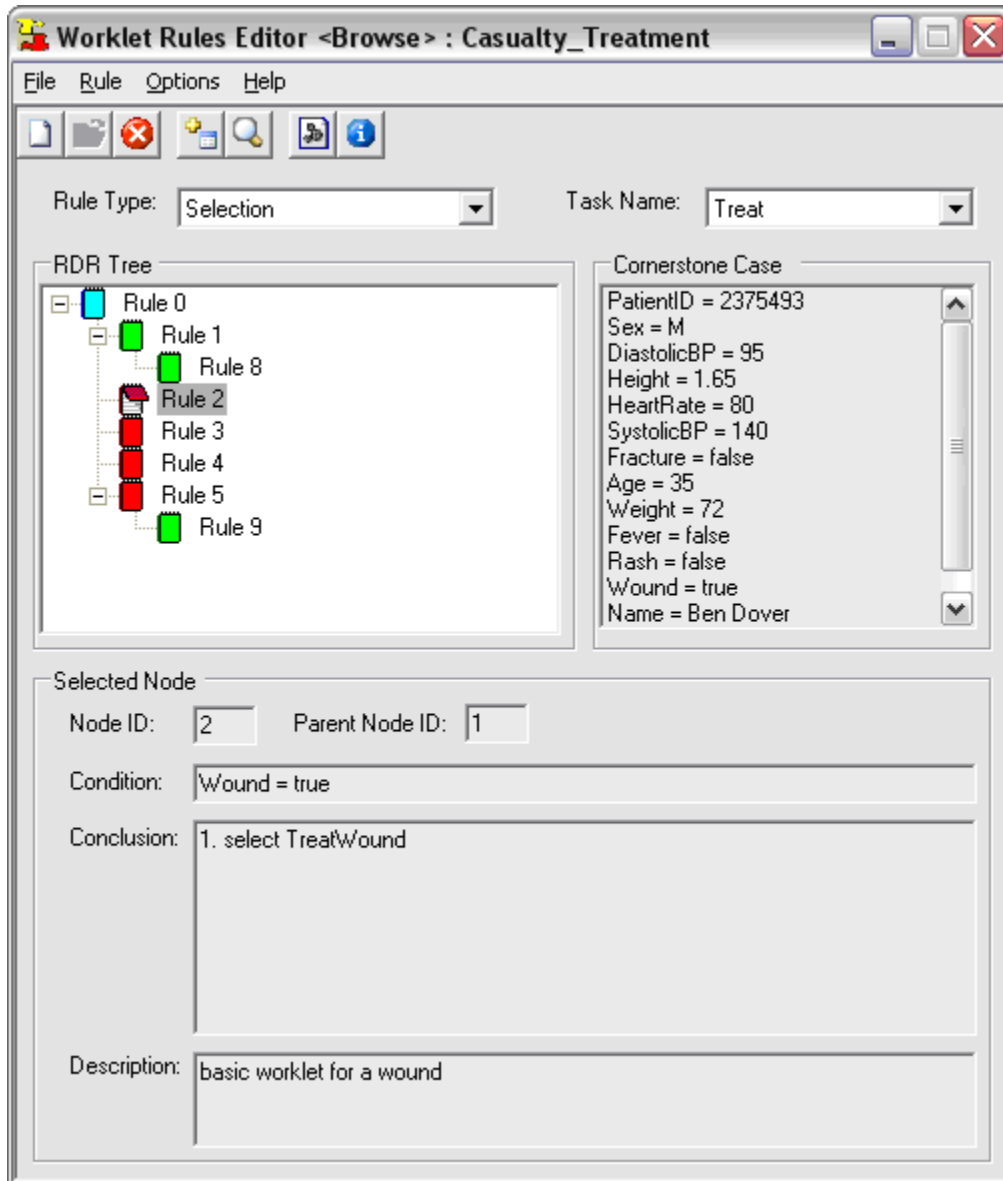 Worklet Rules Editor <Browse> : Casualty_Treatment
File Rule Options Help
Rule Type: Selection Task Name: Treat
RDR Tree
Rule 0
Rule 1
Rule 8
Rule 2
Rule 3
Rule 4
Rule 5
Rule 9
Cornerstone Case
PatientID = 2375493
Sex = M
DiastolicBP = 95
Height = 1.65
HeartRate = 80
SystolicBP = 140
Fracture = false
Age = 35
Weight = 72
Fever = false
Rash = false
Wound = true
Name = Ben Dover
Selected Node
Node ID: 2 Parent Node ID: 1
Condition: Wound = true
Conclusion: 1. select TreatWound
Description: basic worklet for a wound